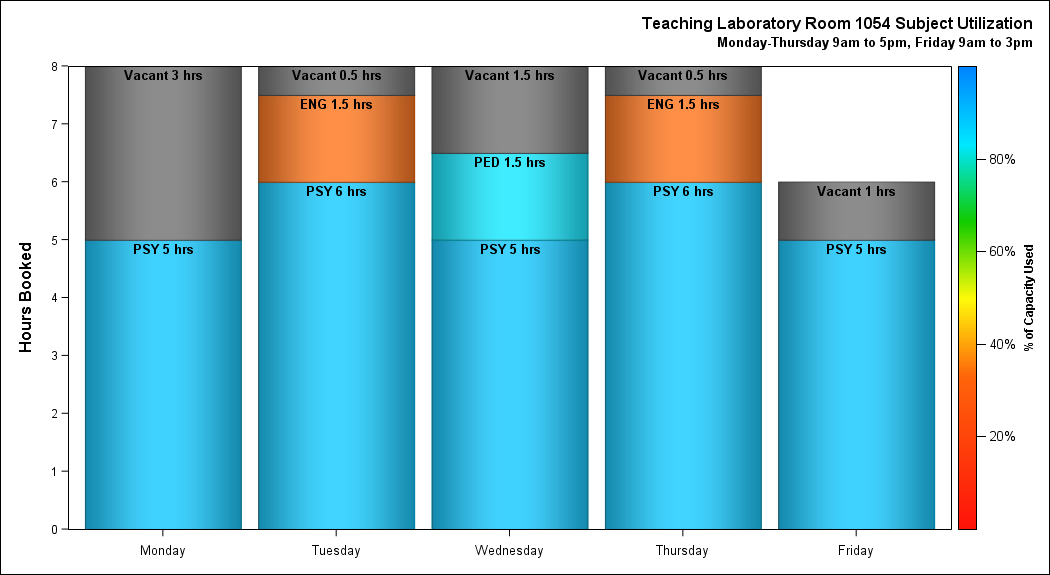 Teaching Laboratory Room 1054 Subject Utilization
Monday-Thursday 9am to 5pm, Friday 9am to 3pm
Hours Booked
8
7
6
5
4
3
2
1
0
Vacant 3 hrs
PSY 5 hrs
Vacant 0.5 hrs
ENG 1.5 hrs
PSY 6 hrs
Vacant 1.5 hrs
PED 1.5 hrs
PSY 5 hrs
Vacant 0.5 hrs
ENG 1.5 hrs
PSY 6 hrs
Vacant 1 hrs
PSY 5 hrs
Monday
Tuesday
Wednesday
Thursday
Friday
80%
60%
40%
20%
% of Capacity Used